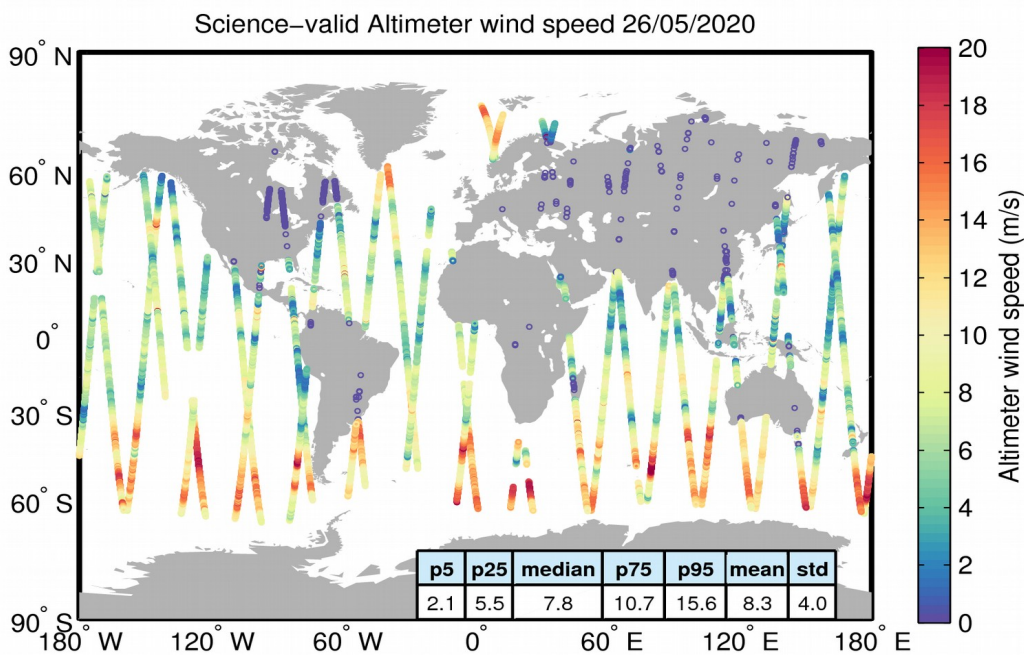 Science−valid Altimeter wind speed 26/05/2020
90° N
60° N
30° N
0°
30° S
60° S
90° S
180° W
120° W
60° W
0°
60° E
120° E
180° E
p5 p25 median p75 p95 mean std
2.1 5.5 7.8 10.7 15.6 8.3 4.0
20
18
16
14
12
10
8
6
4
2
0
Altimeter wind speed (m/s)